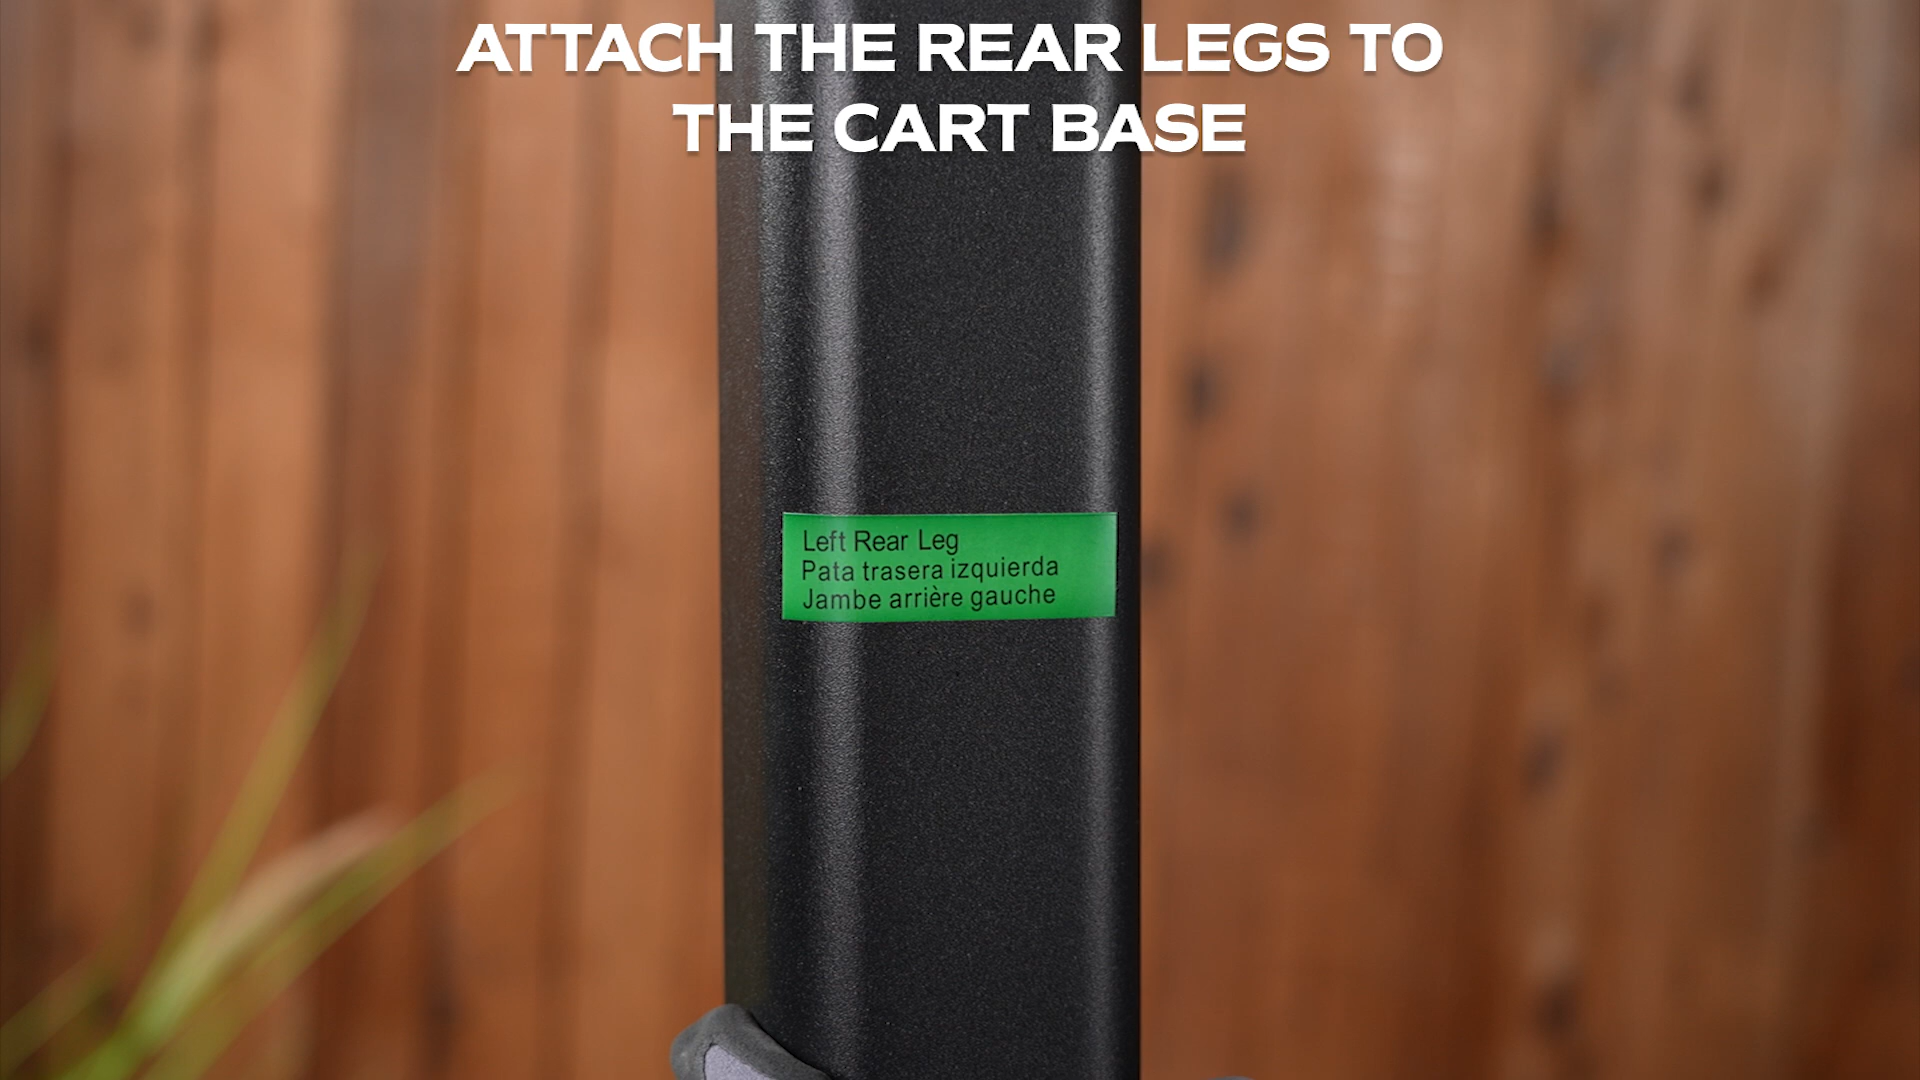 ATTACH THE REAR LEGS TO
THE CART BASE
Left Rear Leg
Pata trasera izquierda
Jambe arrière gauche